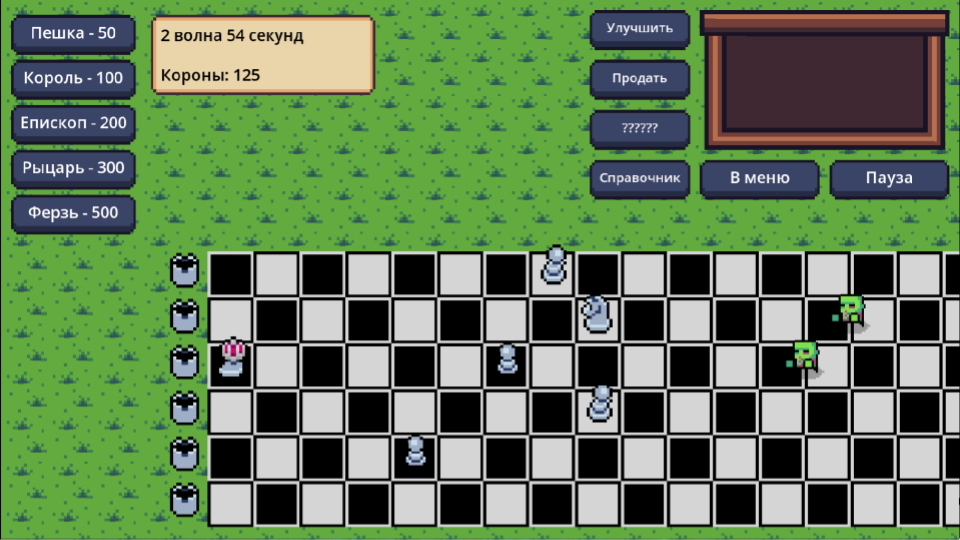 Пешка - 50
Король - 100
Епископ - 200
Рыцарь - 300
Ферзь - 500
2 волна 54 секунд
Короны: 125
Улучшить
Продать
??????
Справочник
В меню
Пауза